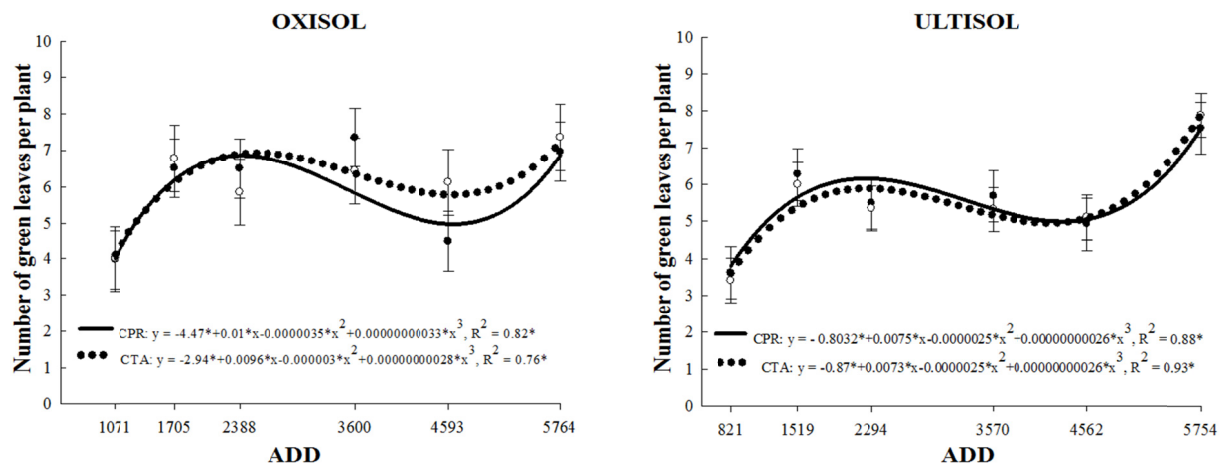 OXISOL
Number of green leaves per plant
10
9
8
7
6
5
4
3
2
1
0
CPR: y = -4.47*+0.01*x-0.0000035*x²+0.00000000033*x³, R² = 0.82*
CTA: y = -2.94*+0.0096*x-0.000003*x²+0.00000000028*x³, R² = 0.76*
1071 1705 2388 3600 4593 5764
ADD
ULTISOL
Number of green leaves per plant
10
9
8
7
6
5
4
3
2
1
0
CPR: y = - 0.8032*+0.0075*x-0.0000025*x²+0.00000000026*x³, R² = 0.88*
CTA: y = -0.87*+0.0073*x-0.0000025*x²+0.00000000026*x³, R² = 0.93*
821 1519 2294 3570 4562 5754
ADD